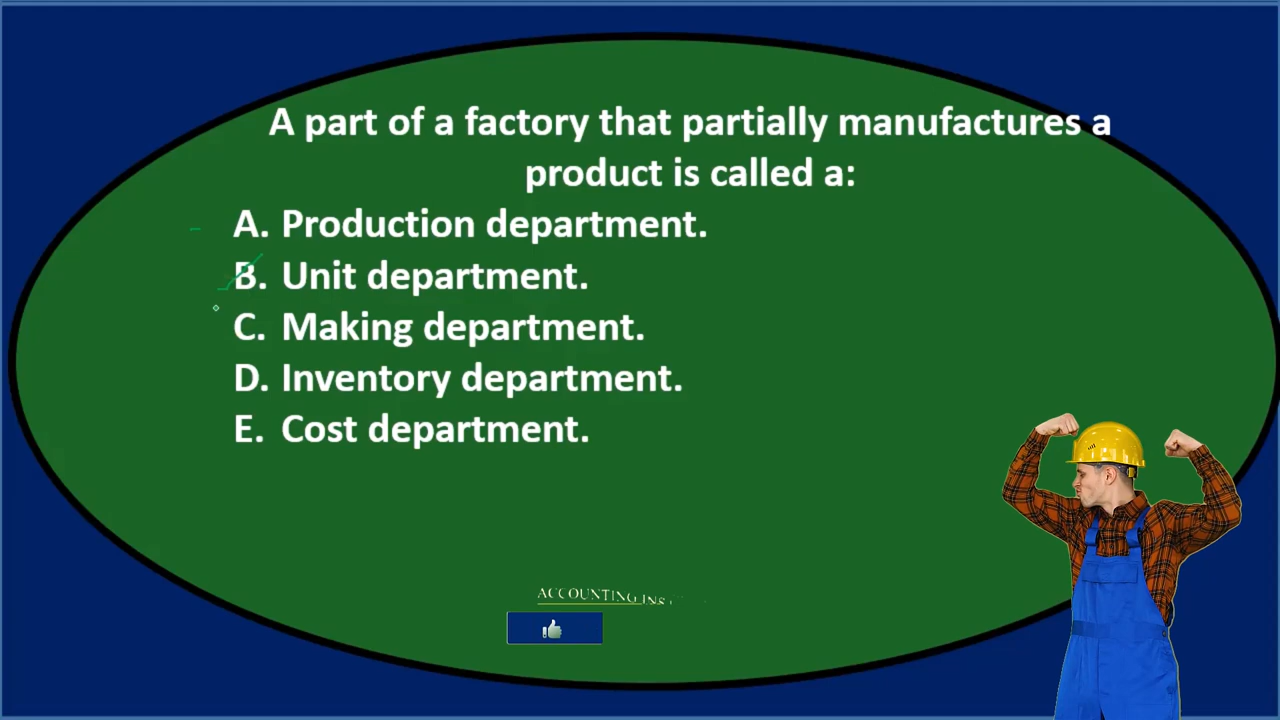 A part of a factory that partially manufactures a
product is called a:
A. Production department.
B. Unit department.
C. Making department.
D. Inventory department.
E. Cost department.
ACCOUNTING